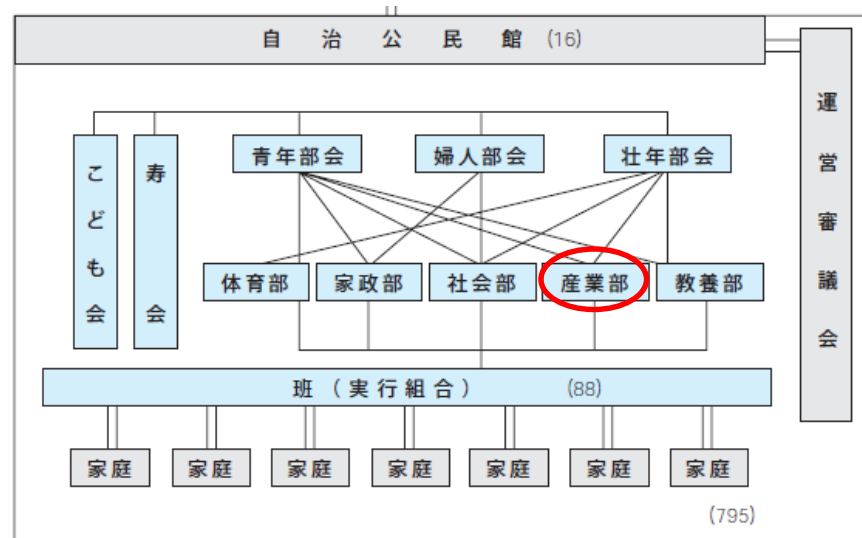 自治公民館 (16)
運営審議会
こども会
寿会
青年部会
婦人部会
壮年部会
体育部
家政部
社会部
産業部
教養部
班（実行組合） (88)
家庭
家庭
家庭
家庭
家庭
家庭
家庭
(795)